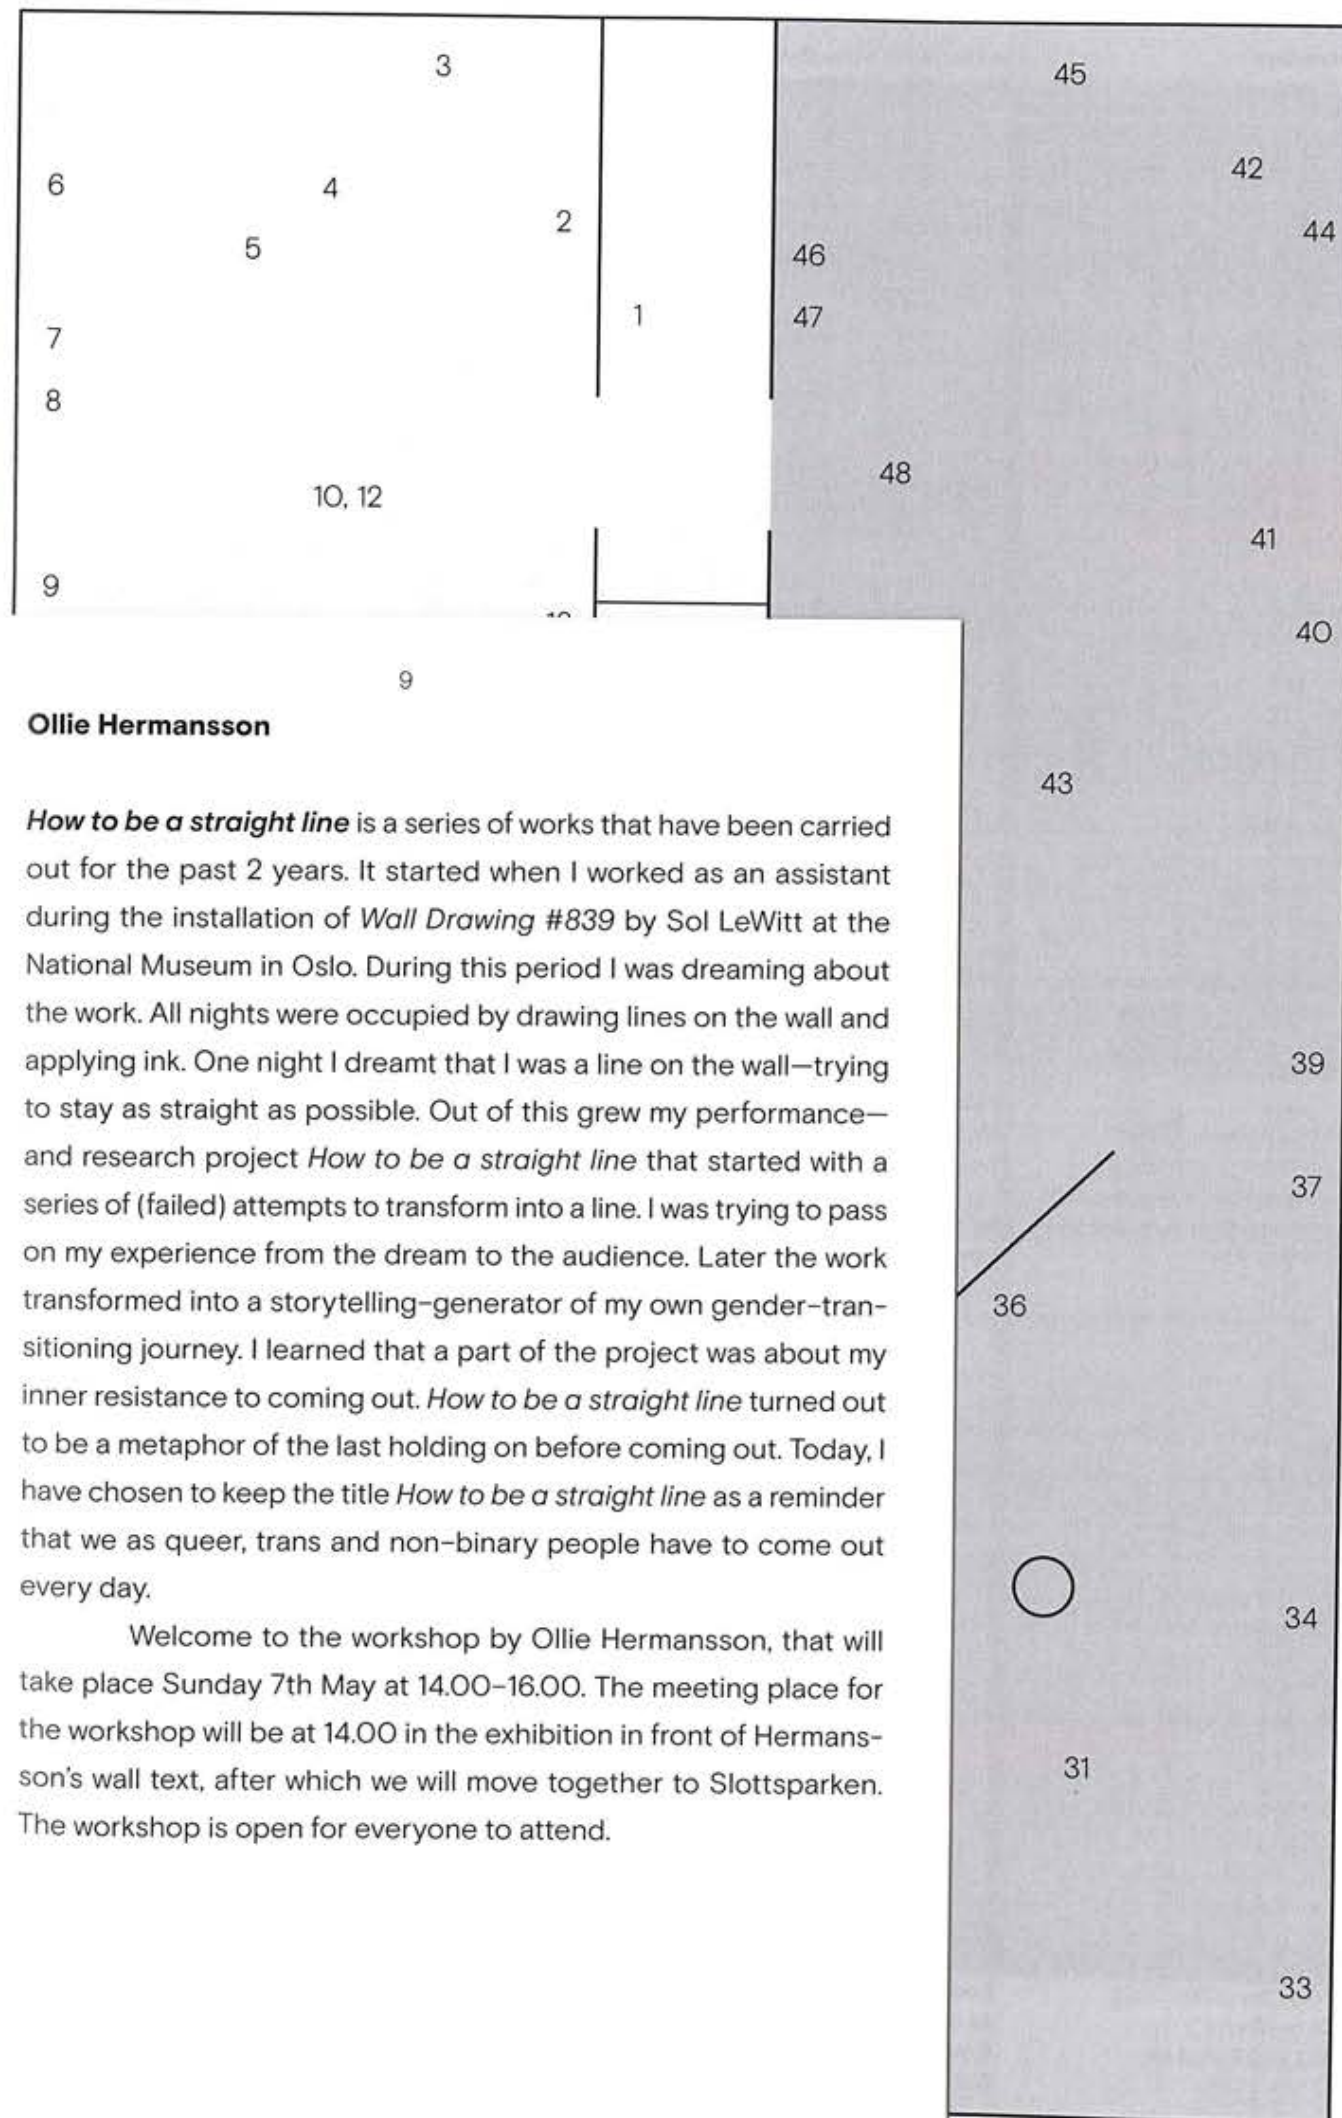 3
45
6
4
42
2
5
44
46
1
47
7
8
48
10, 12
41
9
40
9
Ollie Hermansson
43
How to be a straight line is a series of works that have been carried
out for the past 2 years. It started when I worked as an assistant
during the installation of Wall Drawing #839 by Sol LeWitt at the
National Museum in Oslo. During this period I was dreaming about
the work. All nights were occupied by drawing lines on the wall and
applying ink. One night I dreamt that I was a line on the wall—trying
to stay as straight as possible. Out of this grew my performance—
and research project How to be a straight line that started with a
series of (failed) attempts to transform into a line. I was trying to pass
on my experience from the dream to the audience. Later the work
transformed into a storytelling-generator of my own gender-tran-
sitioning journey. I learned that a part of the project was about my
inner resistance to coming out. How to be a straight line turned out
to be a metaphor of the last holding on before coming out. Today, I
have chosen to keep the title How to be a straight line as a reminder
that we as queer, trans and non-binary people have to come out
every day.
Welcome to the workshop by Ollie Hermansson, that will
take place Sunday 7th May at 14.00-16.00. The meeting place for
the workshop will be at 14.00 in the exhibition in front of Hermans-
son's wall text, after which we will move together to Slottsparken.
The workshop is open for everyone to attend.
39
37
36
34
31
33